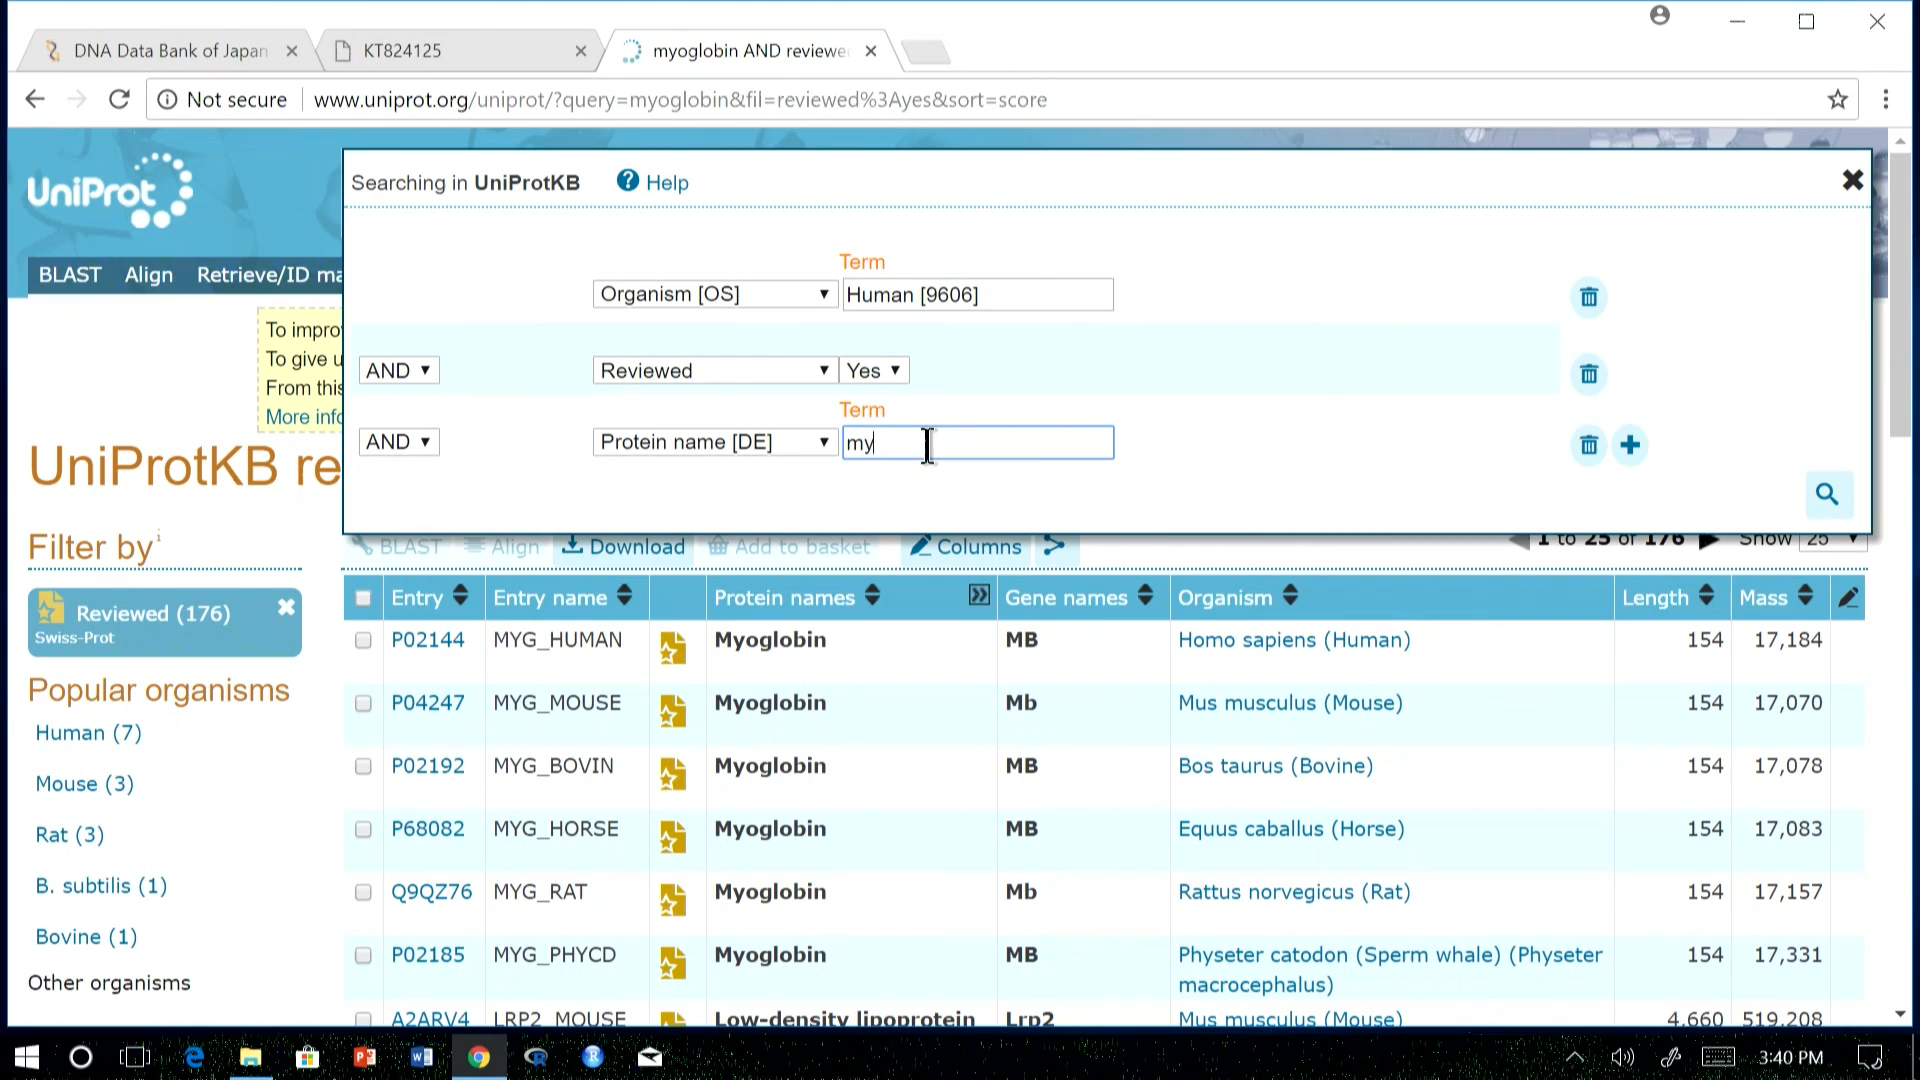 DNA Data Bank of Japan
KT824125
myoglobin AND reviewe
Not secure
www.uniprot.org/uniprot/?query=myoglobin&fil=reviewed%3Ayes&sort=score
UniProt
Searching in UniProtKB
? Help
BLAST
Align
Retrieve/ID ma
Term
Organism [OS]
Human [9606]
AND
Reviewed
Yes
Term
AND
Protein name [DE]
my
To impro
To give u
From this
More info
UniProtKB re
Filter by i
Reviewed (176)
Swiss-Prot
Popular organisms
Human (7)
Mouse (3)
Rat (3)
B. subtilis (1)
Bovine (1)
Other organisms
BLAST
Align
Download
Add to basket
Columns
1 to 25 of 176
Show 25
Entry Entry name Protein names Gene names Organism Length Mass
P02144 MYG_HUMAN Myoglobin MB Homo sapiens (Human) 154 17,184
P04247 MYG_MOUSE Myoglobin Mb Mus musculus (Mouse) 154 17,070
P02192 MYG_BOVIN Myoglobin MB Bos taurus (Bovine) 154 17,078
P68082 MYG_HORSE Myoglobin MB Equus caballus (Horse) 154 17,083
Q9QZ76 MYG_RAT Myoglobin Mb Rattus norvegicus (Rat) 154 17,157
P02185 MYG_PHYCD Myoglobin MB Physeter catodon (Sperm whale) (Physeter 154 17,331
macrocephalus)
A2ARV4 LRP2_MOUSE Low-density lipoprotein Lrp2 Mus musculus (Mouse) 4,660 519,208
3:40 PM